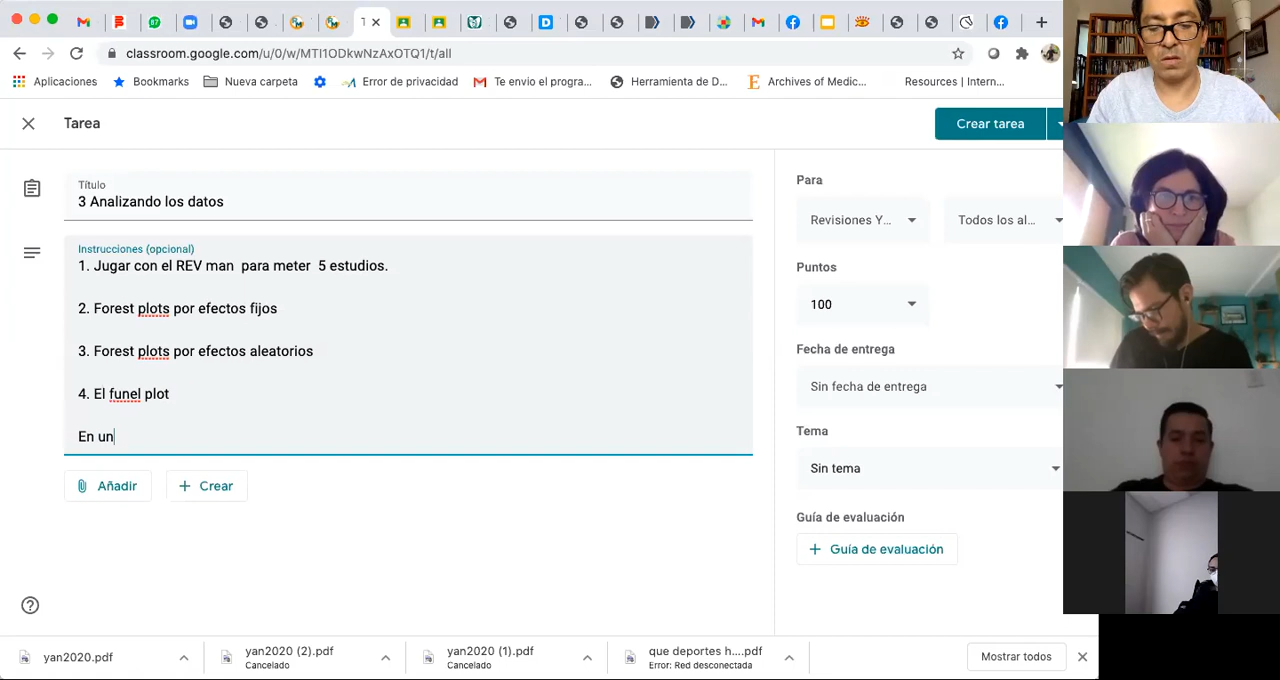 T
classroom.google.com/u/0/w/MTI1ODkwNzAxOTQ1/t/all
Aplicaciones
Bookmarks
Nueva carpeta
Error de privacidad
Te envio el progra...
Herramienta de D...
Archives of Medic...
Resources | Intern...
Tarea
Crear tarea
Título
3 Analizando los datos
Instrucciones (opcional)
1. Jugar con el REV man para meter 5 estudios.
2. Forest plots por efectos fijos
3. Forest plots por efectos aleatorios
4. El funel plot
En un
Añadir
Crear
Para
Revisiones Y...
Todos los al...
Puntos
100
Fecha de entrega
Sin fecha de entrega
Tema
Sin tema
Guía de evaluación
Guía de evaluación
yan2020.pdf
yan2020 (2).pdf
Cancelado
yan2020 (1).pdf
Cancelado
que deportes h....pdf
Error: Red desconectada
Mostrar todos